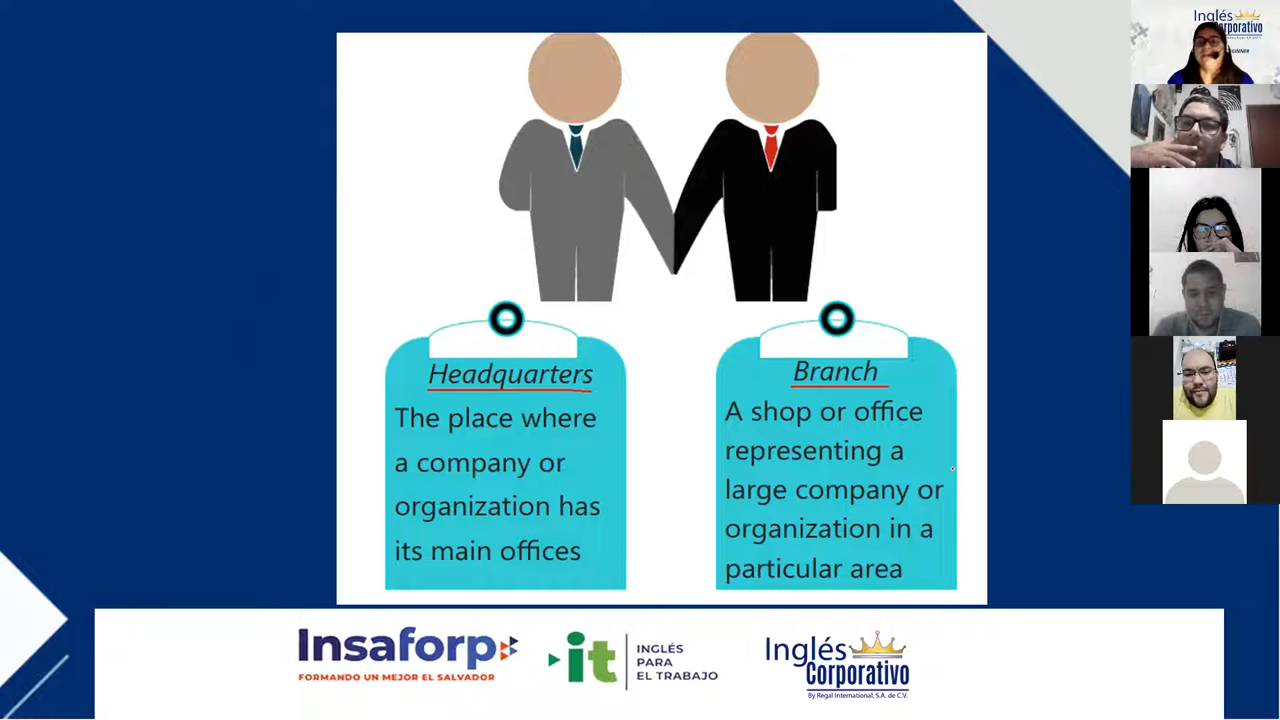 Headquarters
The place where
a company or
organization has
its main offices
Branch
A shop or office
representing a
large company or
organization in a
particular area
Insaforp
FORMANDO UN MEJOR EL SALVADOR
it
INGLÉS
PARA
EL TRABAJO
Inglés
Corporativo
By Regal International, S.A. de C.V.
Inglés
Corporativo